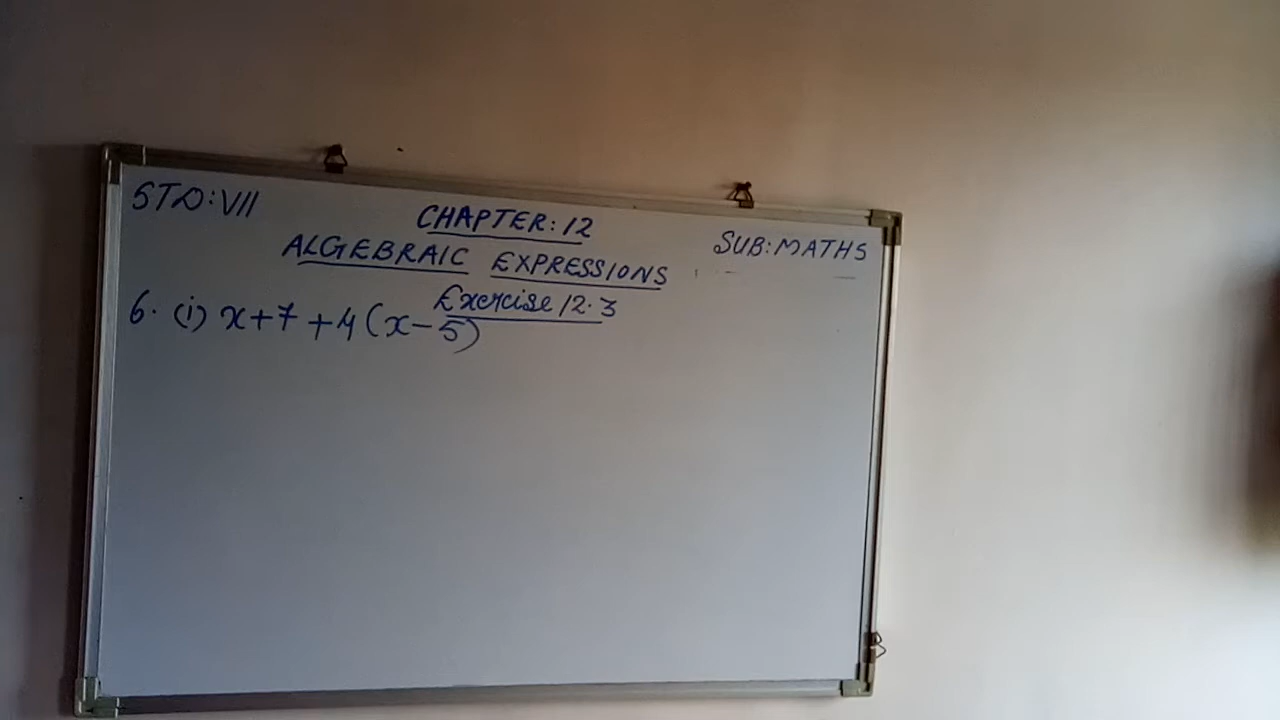 STD:VII
CHAPTER:12
SUB:MATHS
ALGEBRAIC EXPRESSIONS
Exercise 12.3
6. (i) x+7+4(x-5)